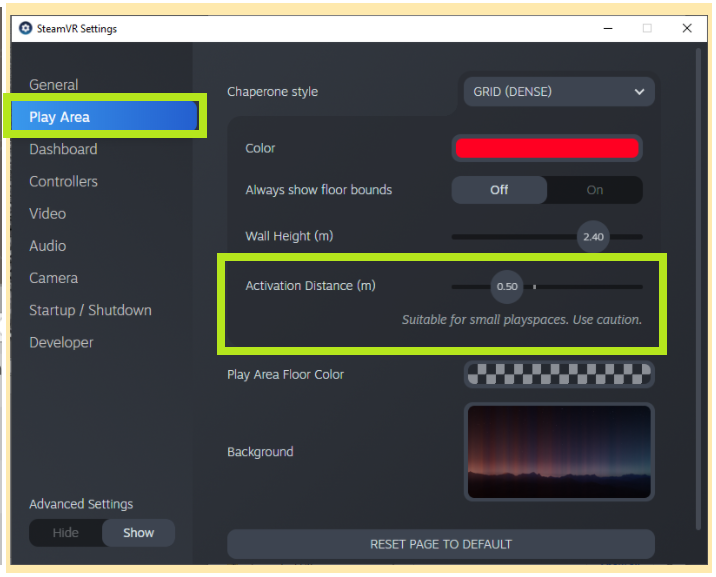 SteamVR Settings
General
Play Area
Dashboard
Controllers
Video
Audio
Camera
Startup / Shutdown
Developer
Advanced Settings
Hide Show
Chaperone style GRID (DENSE)
Color
Always show floor bounds Off On
Wall Height (m) 2.40
Activation Distance (m) 0.50
Suitable for small playspaces. Use caution.
Play Area Floor Color
Background
RESET PAGE TO DEFAULT